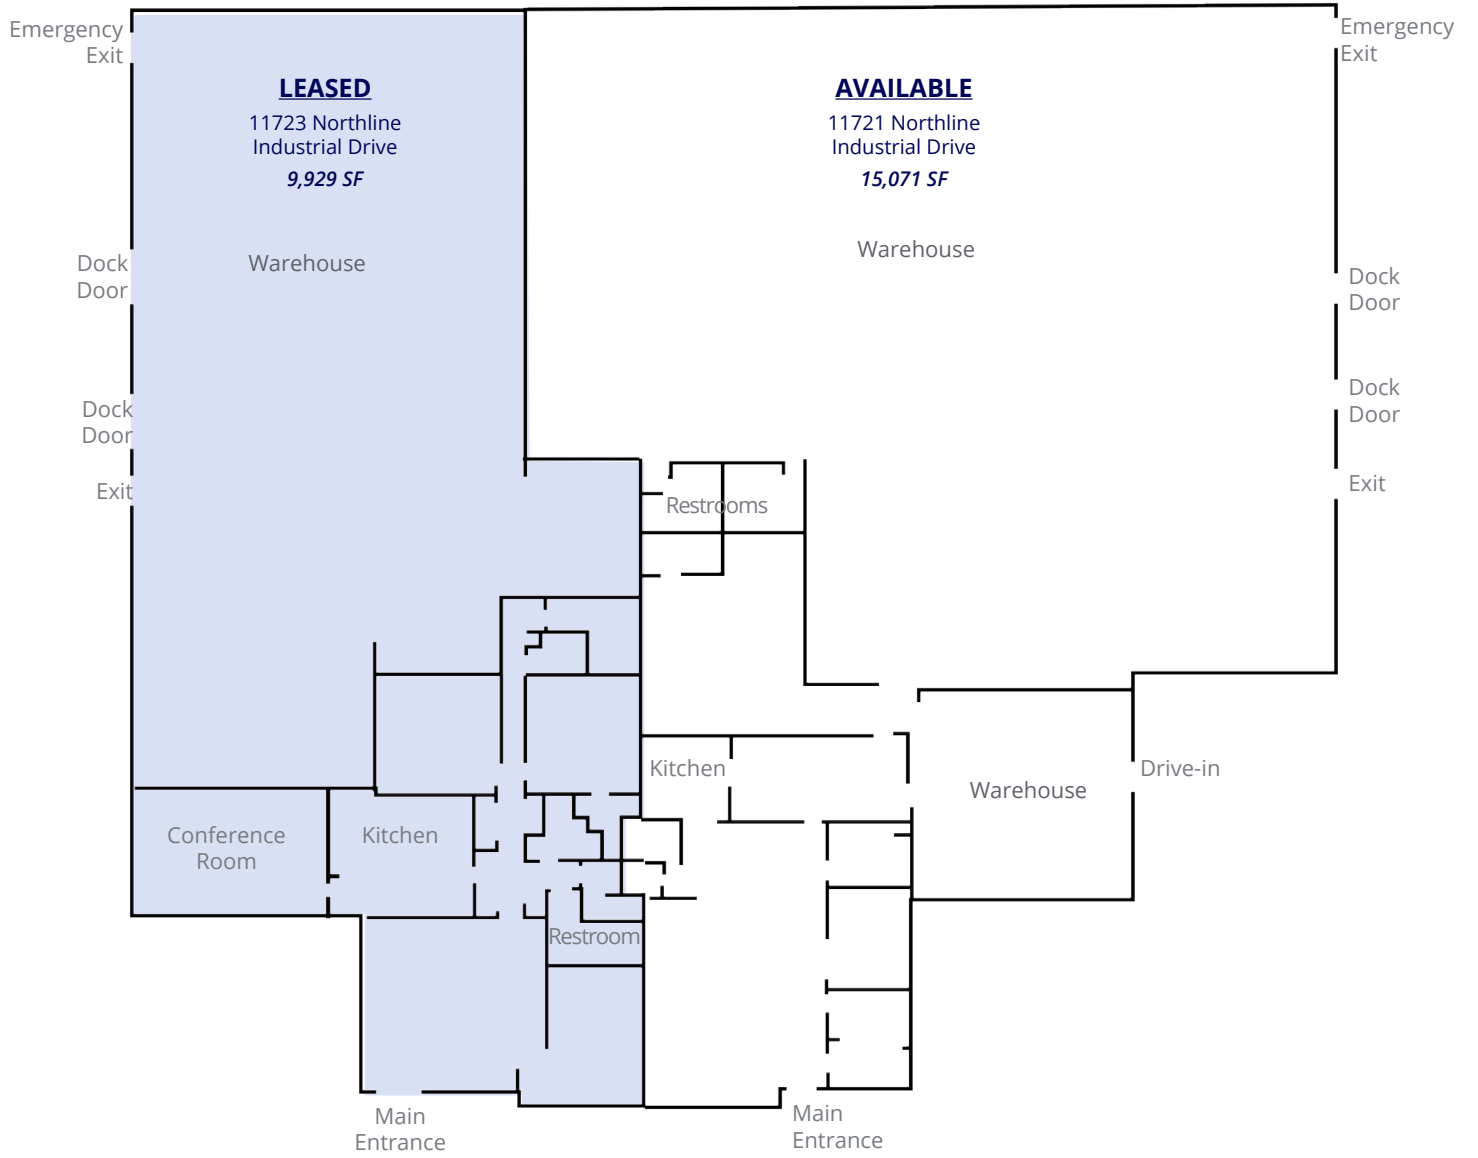 Emergency
Exit
Emergency
Exit
LEASED
11723 Northline
Industrial Drive
9,929 SF
AVAILABLE
11721 Northline
Industrial Drive
15,071 SF
Warehouse
Warehouse
Dock
Door
Dock
Door
Dock
Door
Dock
Door
Exit
Exit
Restrooms
Kitchen
Warehouse
Drive-in
Conference
Room
Kitchen
Restroom
Main
Entrance
Main
Entrance